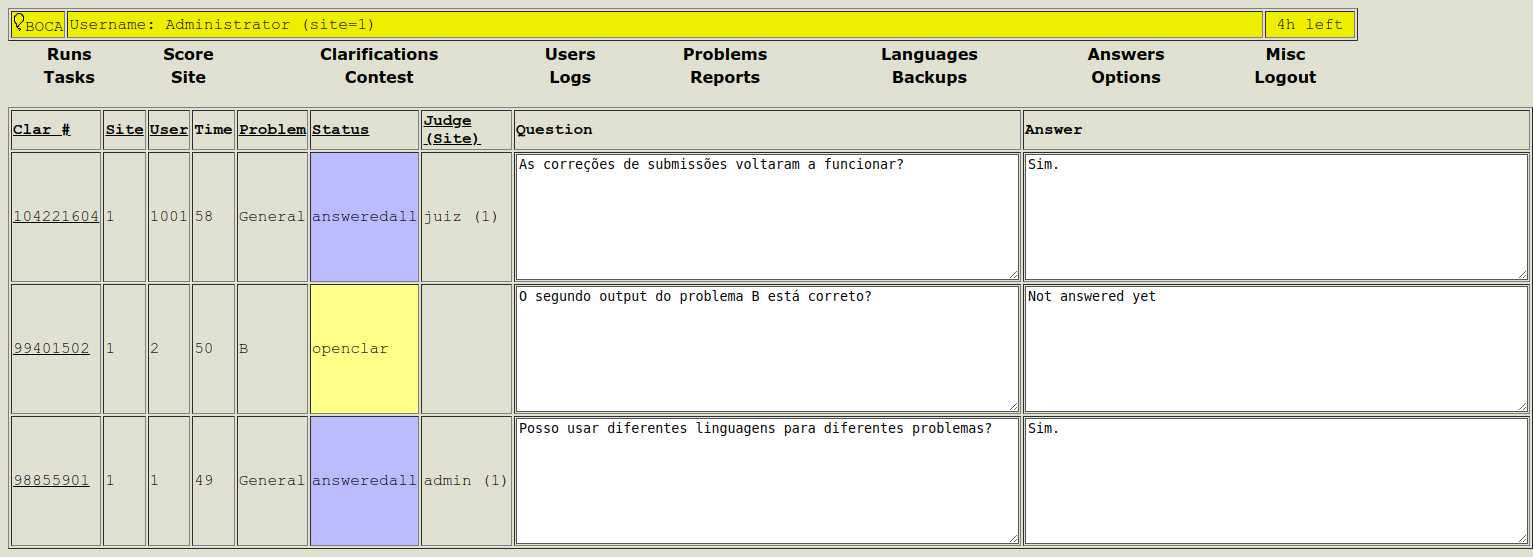 BOCA Username: Administrator (site=1) 4h left
Runs Score Clarifications Users Problems Languages Answers Misc
Tasks Site Contest Logs Reports Backups Options Logout
Clar # Site User Time Problem Status Judge (Site) Question Answer
104221604 1 1001 58 General answeredall juiz (1) As correções de submissões voltaram a funcionar? Sim.
99401502 1 2 50 B openclar O segundo output do problema B está correto? Not answered yet
98855901 1 1 49 General answeredall admin (1) Posso usar diferentes linguagens para diferentes problemas? Sim.